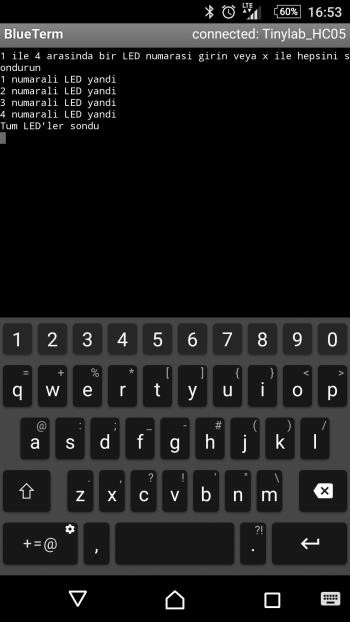 LTE 60% 16:53
BlueTerm connected: Tinylab_HC05
1 ile 4 arasinda bir LED numarasi girin veya x ile hepsini s
ondurun
1 numarali LED yandi
2 numarali LED yandi
3 numarali LED yandi
4 numarali LED yandi
Tum LED'ler sondu
1 2 3 4 5 6 7 8 9 0
= + % * [ ] { } < >
q w e r t y u i o p
@ : ; _ - # ( ) /
a s d f g h j k l
. , ? ! ' " \
z x c v b n m
+=@ , ?! .